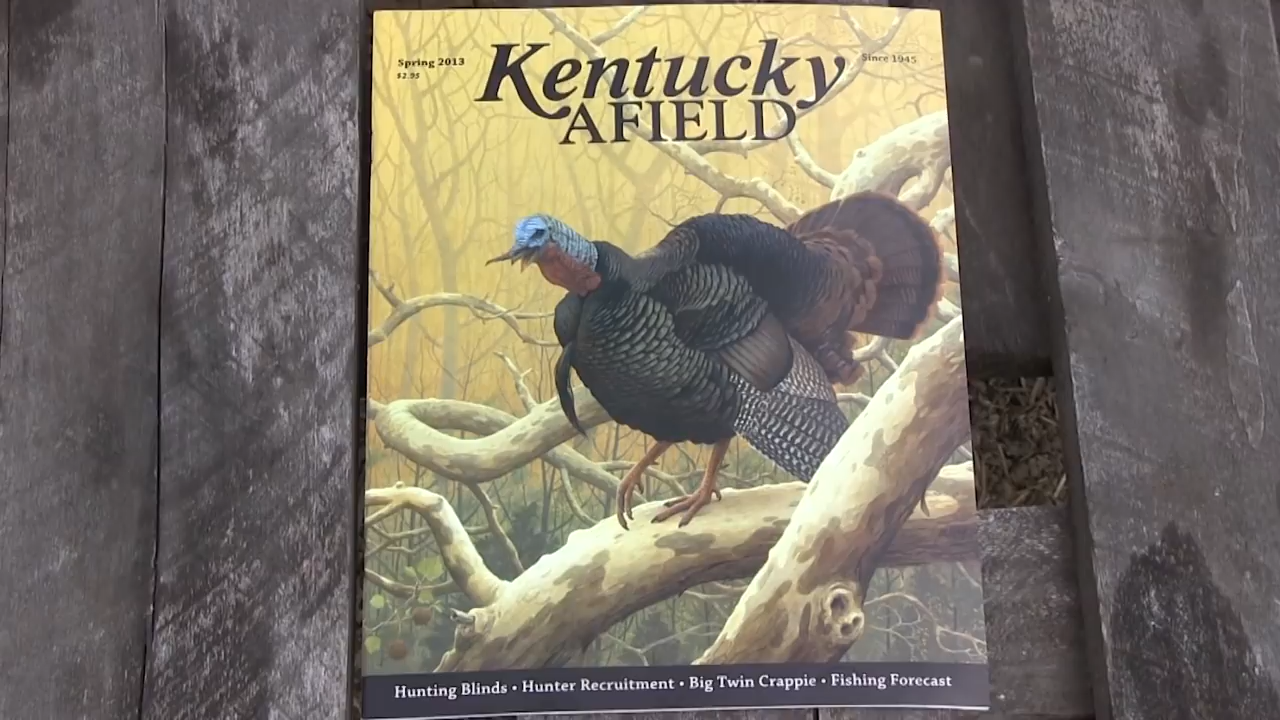 Spring 2013
$2.95
Kentucky
AFIELD
Since 1945
Hunting Blinds • Hunter Recruitment • Big Twin Crappie • Fishing Forecast